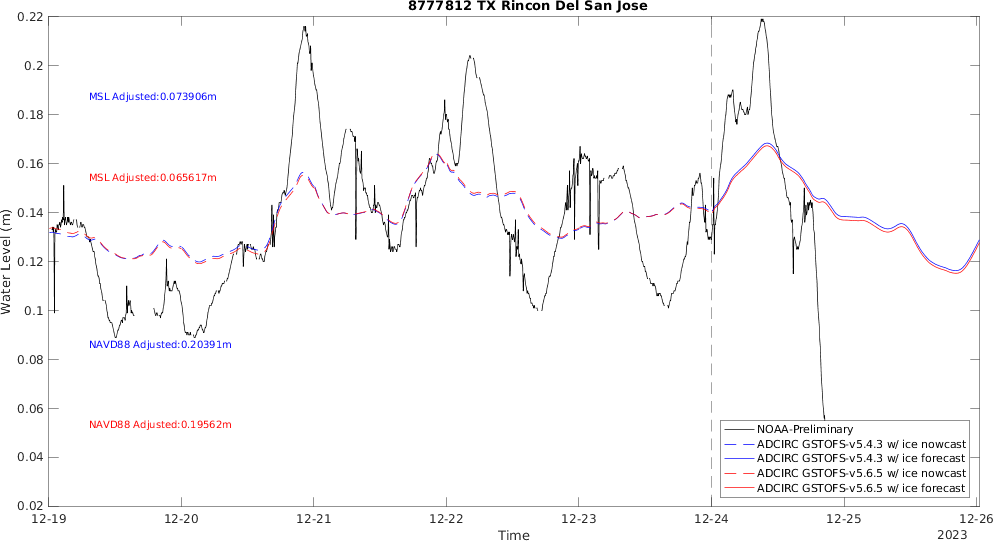 8777812 TX Rincon Del San Jose
0.22
0.2
0.18
0.16
0.14
0.12
0.1
0.08
0.06
0.04
0.02
Water Level (m)
MSL Adjusted:0.073906m
MSL Adjusted:0.065617m
NAVD88 Adjusted:0.20391m
NAVD88 Adjusted:0.19562m
NOAA-Preliminary
ADCIRC GSTOFS-v5.4.3 w/ ice nowcast
ADCIRC GSTOFS-v5.4.3 w/ ice forecast
ADCIRC GSTOFS-v5.6.5 w/ ice nowcast
ADCIRC GSTOFS-v5.6.5 w/ ice forecast
12-19 12-20 12-21 12-22 12-23 12-24 12-25 12-26
Time
2023